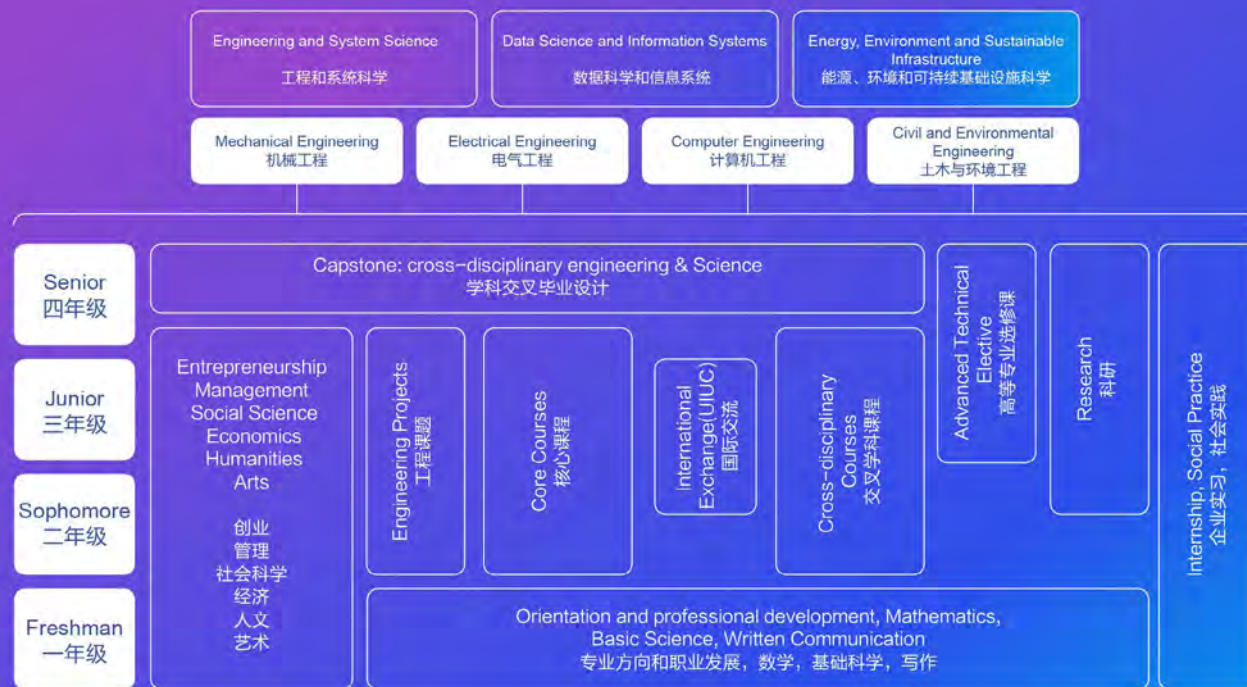 Engineering and System Science
工程和系统科学
Data Science and Information Systems
数据科学和信息系统
Energy, Environment and Sustainable
Infrastructure
能源、环境和可持续基础设施科学
Mechanical Engineering
机械工程
Electrical Engineering
电气工程
Computer Engineering
计算机工程
Civil and Environmental
Engineering
土木与环境工程
Senior
四年级
Capstone: cross-disciplinary engineering & Science
学科交叉毕业设计
Junior
三年级
Sophomore
二年级
Freshman
一年级
Entrepreneurship
Management
Social Science
Economics
Humanities
Arts
创业
管理
社会科学
经济
人文
艺术
Engineering Projects
工程课题
Core Courses
核心课程
International
Exchange(UIUC)
国际交流
Cross-disciplinary
Courses
交叉学科课程
Advanced Technical
Elective
高等专业选修课
Research
科研
Internship, Social Practice
企业实习，社会实践
Orientation and professional development, Mathematics,
Basic Science, Written Communication
专业方向和职业发展，数学，基础科学，写作